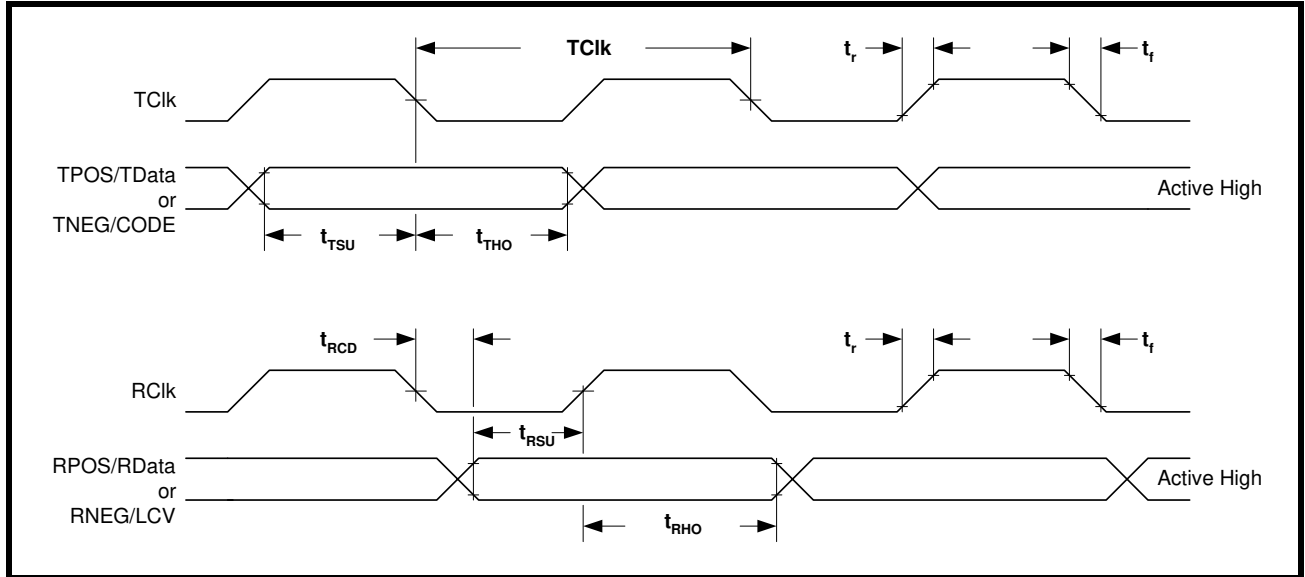 TClk
t_r
t_f
TClk
TPOS/TData
or
TNEG/CODE
Active High
t_TSU
t_THO
t_RCD
t_r
t_f
RClk
t_RSU
RPOS/RData
or
RNEG/LCV
Active High
t_RHO